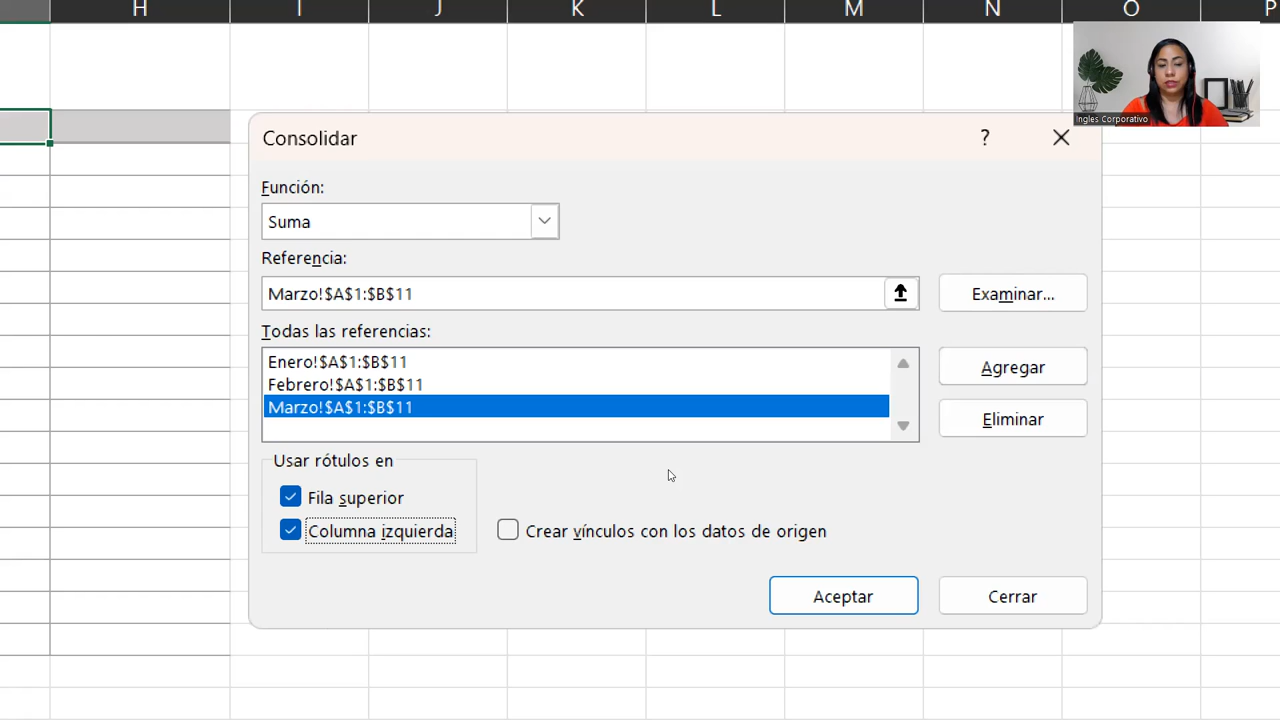 H I J K L M N O P
Ingles Corporativo
Consolidar ?
Función:
Suma
Referencia:
Marzo!$A$1:$B$11
Examinar...
Todas las referencias:
Enero!$A$1:$B$11
Febrero!$A$1:$B$11
Marzo!$A$1:$B$11
Agregar
Eliminar
Usar rótulos en
Fila superior
Columna izquierda
Crear vínculos con los datos de origen
Aceptar
Cerrar